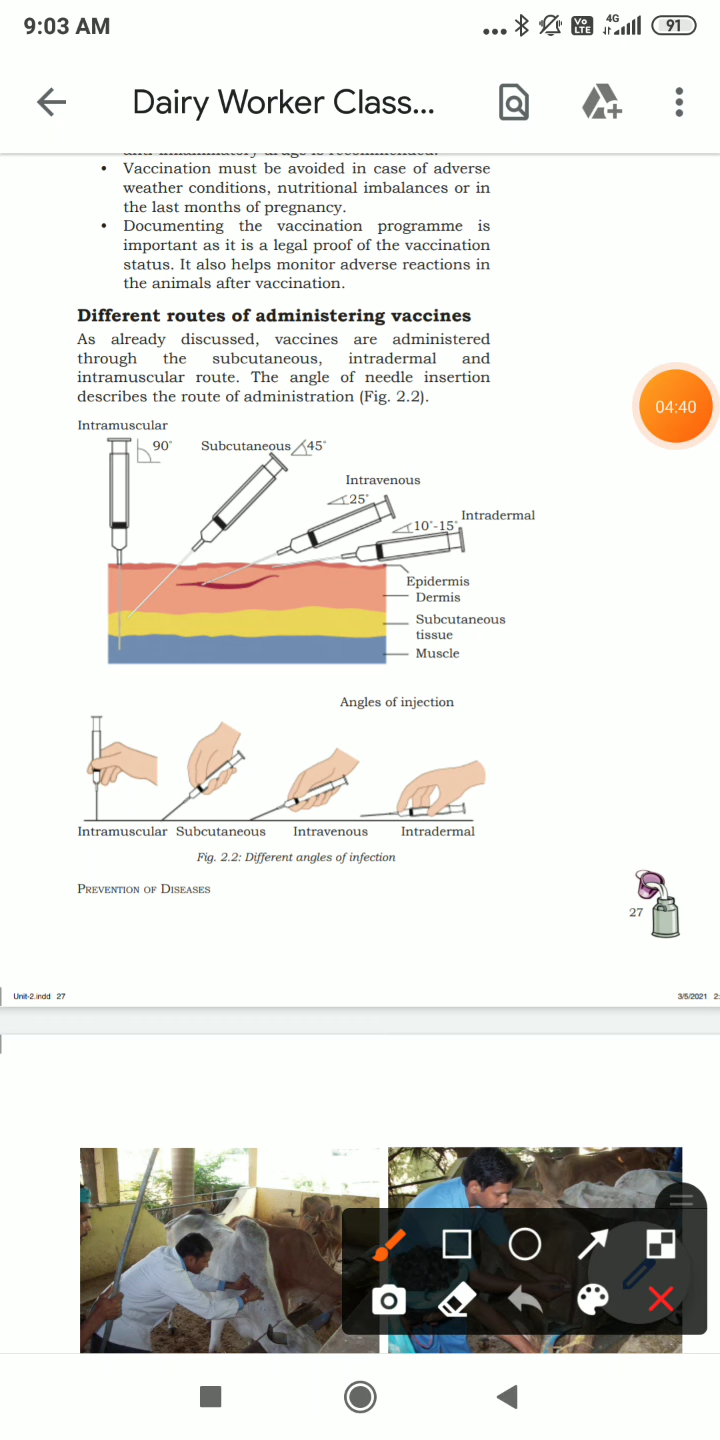 9:03 AM
Vo LTE
4G
91
Dairy Worker Class...
• Vaccination must be avoided in case of adverse
weather conditions, nutritional imbalances or in
the last months of pregnancy.
• Documenting the vaccination programme is
important as it is a legal proof of the vaccination
status. It also helps monitor adverse reactions in
the animals after vaccination.
Different routes of administering vaccines
As already discussed, vaccines are administered
through the subcutaneous, intradermal and
intramuscular route. The angle of needle insertion
describes the route of administration (Fig. 2.2).
04:40
Intramuscular
90°
Subcutaneous
45°
Intravenous
25°
Intradermal
10°-15°
Epidermis
Dermis
Subcutaneous
tissue
Muscle
Angles of injection
Intramuscular Subcutaneous Intravenous Intradermal
Fig. 2.2: Different angles of infection
PREVENTION OF DISEASES
27
Unit-2.indd 27
3/5/2021 2: